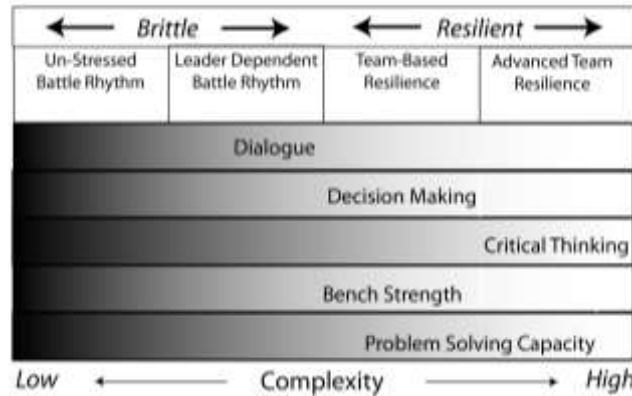 Brittle Resilient
Un-Stressed Leader Dependent Team-Based Advanced Team
Battle Rhythm Battle Rhythm Resilience Resilience
Dialogue
Decision Making
Critical Thinking
Bench Strength
Problem Solving Capacity
Low Complexity High